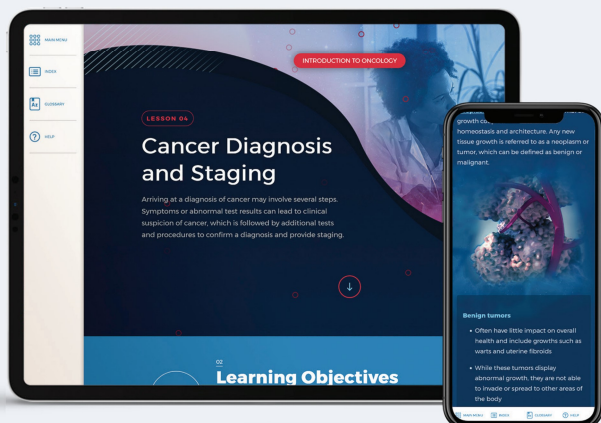 MAIN MENU
INDEX
GLOSSARY
HELP
INTRODUCTION TO ONCOLOGY
LESSON 04
Cancer Diagnosis
and Staging
Arriving at a diagnosis of cancer may involve several steps.
Symptoms or abnormal test results can lead to clinical
suspicion of cancer, which is followed by additional tests
and procedures to confirm a diagnosis and provide staging.
02
Learning Objectives
homeostasis and architecture. Any new
tissue growth is referred to as a neoplasm or
tumor, which can be defined as benign or
malignant.
Benign tumors
• Often have little impact on overall
health and include growths such as
warts and uterine fibroids
• While these tumors display
abnormal growth, they are not able
to invade or spread to other areas of
the body
MAIN MENU INDEX GLOSSARY HELP